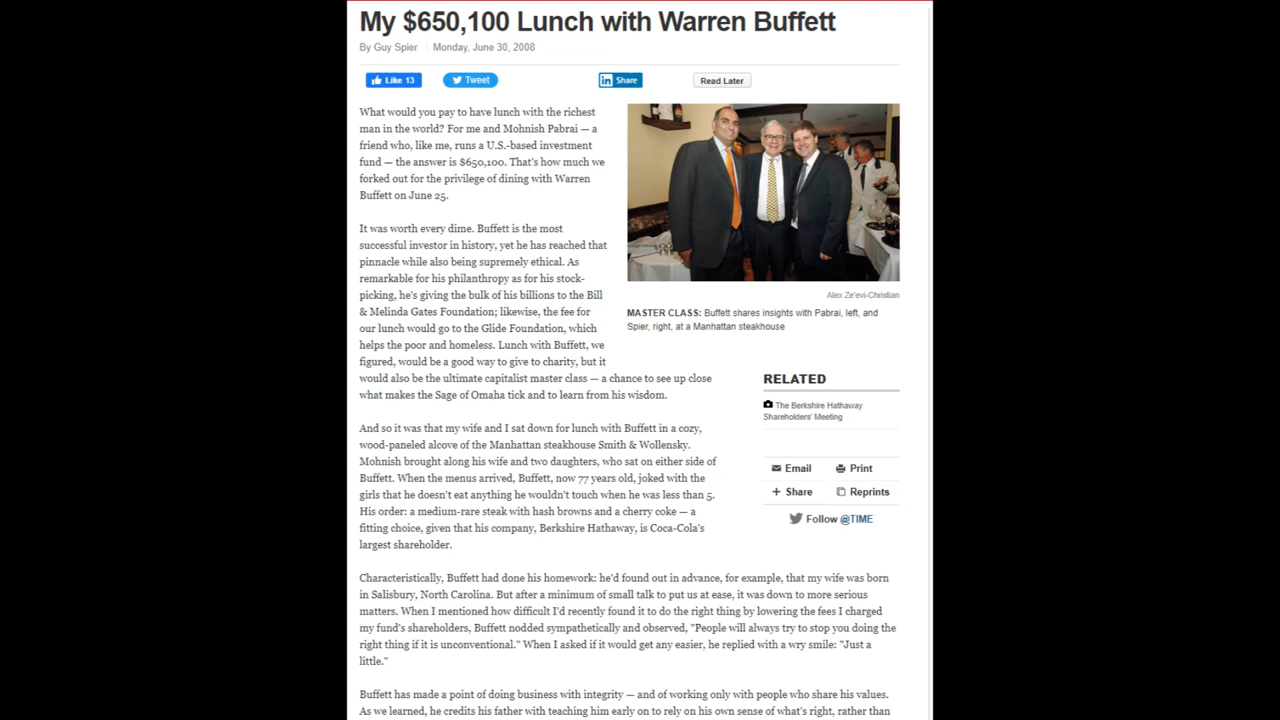 My $650,100 Lunch with Warren Buffett
By Guy Spier Monday, June 30, 2008
Like 13 Tweet Share Read Later
What would you pay to have lunch with the richest
man in the world? For me and Mohnish Pabrai — a
friend who, like me, runs a U.S.-based investment
fund — the answer is $650,100. That's how much we
forked out for the privilege of dining with Warren
Buffett on June 25.
It was worth every dime. Buffett is the most
successful investor in history, yet he has reached that
pinnacle while also being supremely ethical. As
remarkable for his philanthropy as for his stock-
picking, he's giving the bulk of his billions to the Bill
& Melinda Gates Foundation; likewise, the fee for
our lunch would go to the Glide Foundation, which
helps the poor and homeless. Lunch with Buffett, we
figured, would be a good way to give to charity, but it
would also be the ultimate capitalist master class — a chance to see up close
what makes the Sage of Omaha tick and to learn from his wisdom.
Alex Ze'evi-Christian
MASTER CLASS: Buffett shares insights with Pabrai, left, and
Spier, right, at a Manhattan steakhouse
RELATED
The Berkshire Hathaway
Shareholders' Meeting
Email Print
Share Reprints
Follow @TIME
And so it was that my wife and I sat down for lunch with Buffett in a cozy,
wood-paneled alcove of the Manhattan steakhouse Smith & Wollensky.
Mohnish brought along his wife and two daughters, who sat on either side of
Buffett. When the menus arrived, Buffett, now 77 years old, joked with the
girls that he doesn't eat anything he wouldn't touch when he was less than 5.
His order: a medium-rare steak with hash browns and a cherry coke — a
fitting choice, given that his company, Berkshire Hathaway, is Coca-Cola's
largest shareholder.
Characteristically, Buffett had done his homework: he'd found out in advance, for example, that my wife was born
in Salisbury, North Carolina. But after a minimum of small talk to put us at ease, it was down to more serious
matters. When I mentioned how difficult I'd recently found it to do the right thing by lowering the fees I charged
my fund's shareholders, Buffett nodded sympathetically and observed, "People will always try to stop you doing the
right thing if it is unconventional." When I asked if it would get any easier, he replied with a wry smile: "Just a
little."
Buffett has made a point of doing business with integrity — and of working only with people who share his values.
As we learned, he credits his father with teaching him early on to rely on his own sense of what's right, rather than